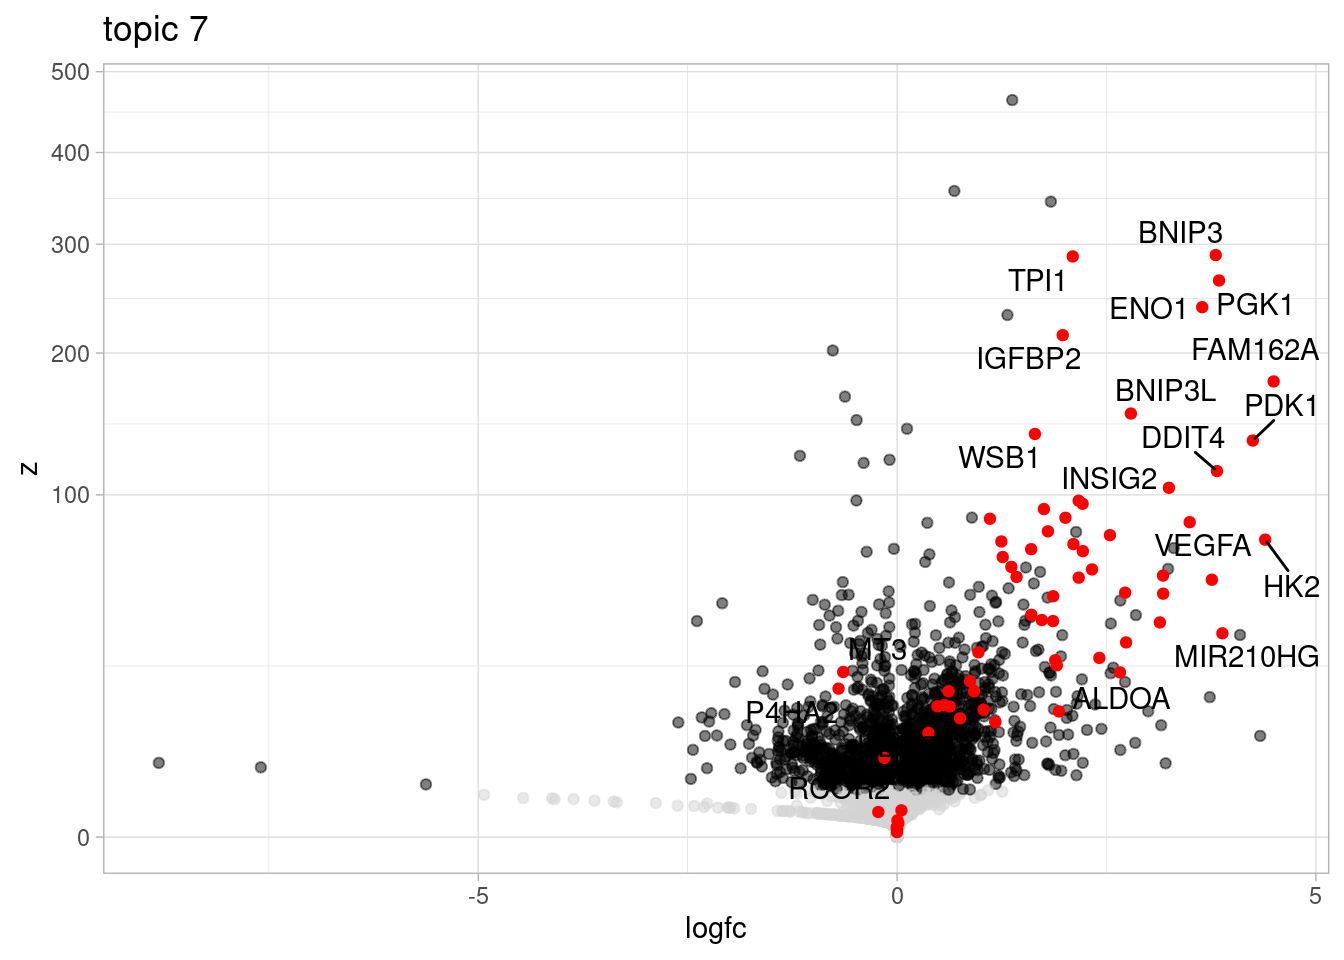 topic 7
500
400
300
200
100
0
z
BNIP3
TPI1
ENO1
PGK1
IGFBP2
FAM162A
BNIP3L
PDK1
DDIT4
WSB1
INSIG2
VEGFA
HK2
MT3
MIR210HG
ALDOA
P4HA2
RCOR2
-5
0
5
logfc